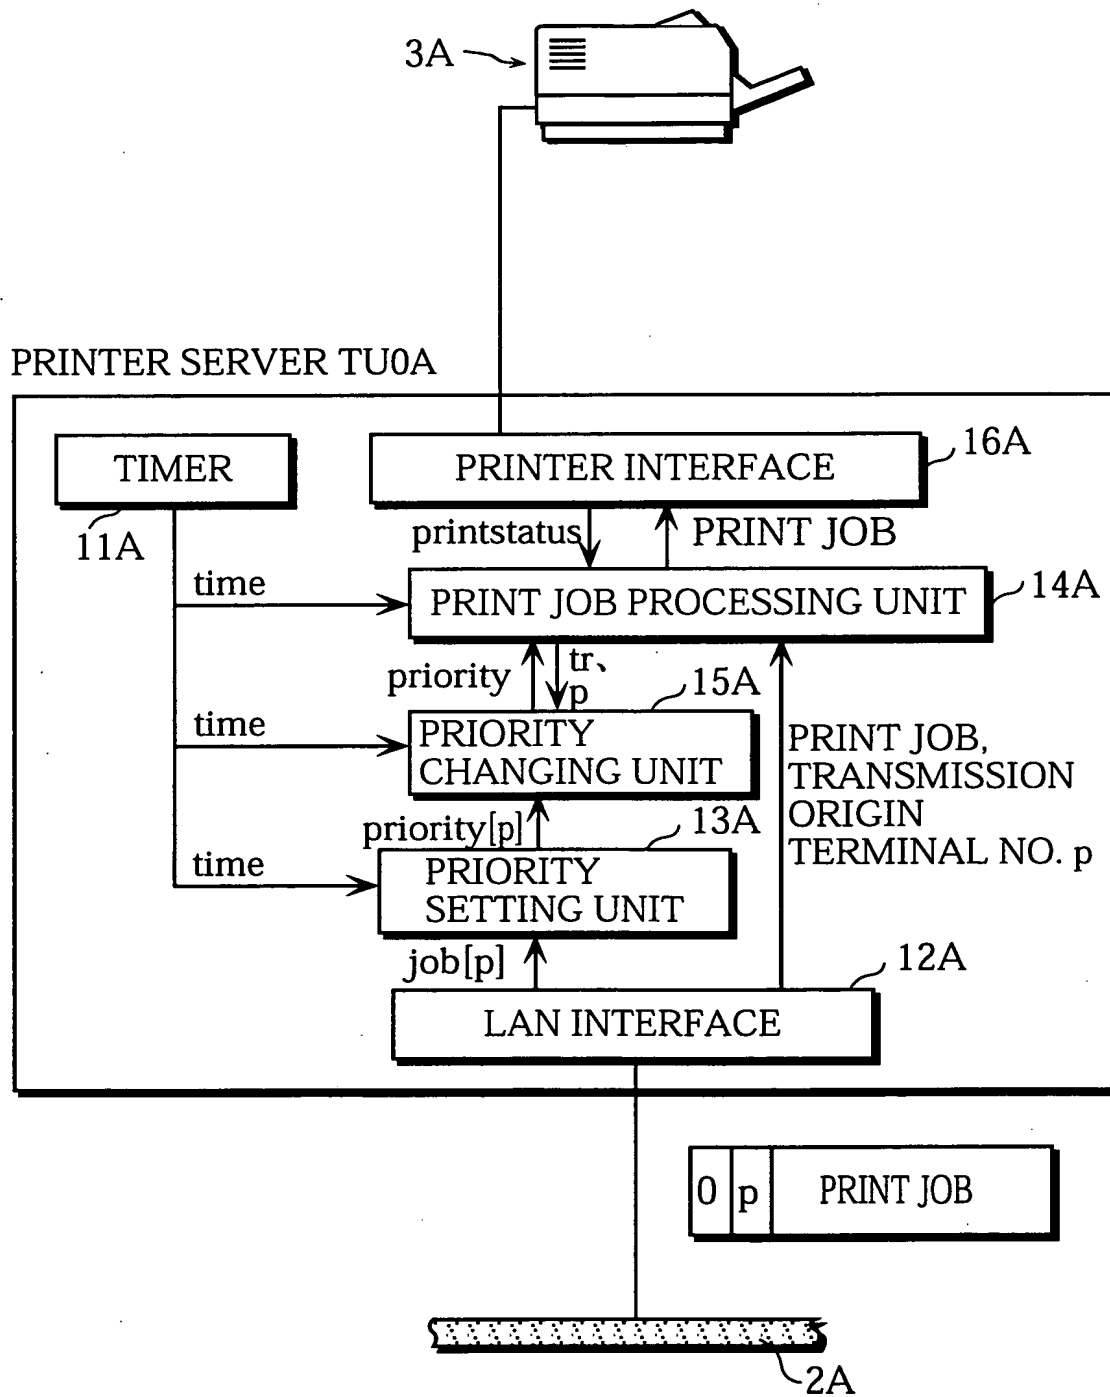 3A
PRINTER SERVER TU0A
TIMER
PRINTER INTERFACE
16A
11A
printstatus
PRINT JOB
time
PRINT JOB PROCESSING UNIT
14A
priority
tr、
p
15A
time
PRIORITY
CHANGING UNIT
PRINT JOB,
TRANSMISSION
ORIGIN
TERMINAL NO. p
priority[p]
13A
time
PRIORITY
SETTING UNIT
job[p]
12A
LAN INTERFACE
0 p PRINT JOB
2A